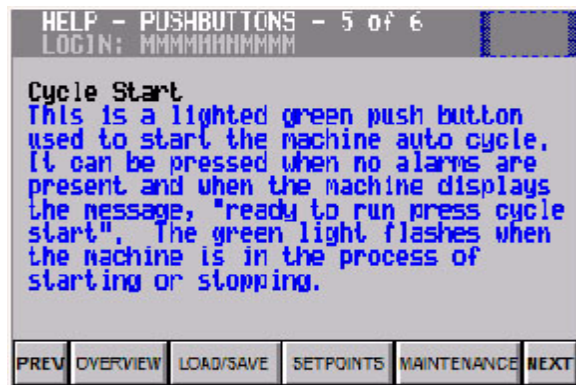 HELP - PUSHBUTTONS - 5 of 6
LOGIN: MMMMMMMMMMM
Cycle Start
This is a lighted green push button
used to start the machine auto cycle.
It can be pressed when no alarms are
present and when the machine displays
the message, "ready to run press cycle
start".  The green light flashes when
the machine is in the process of
starting or stopping.
PREV OVERVIEW LOAD/SAVE SETPOINTS MAINTENANCE NEXT